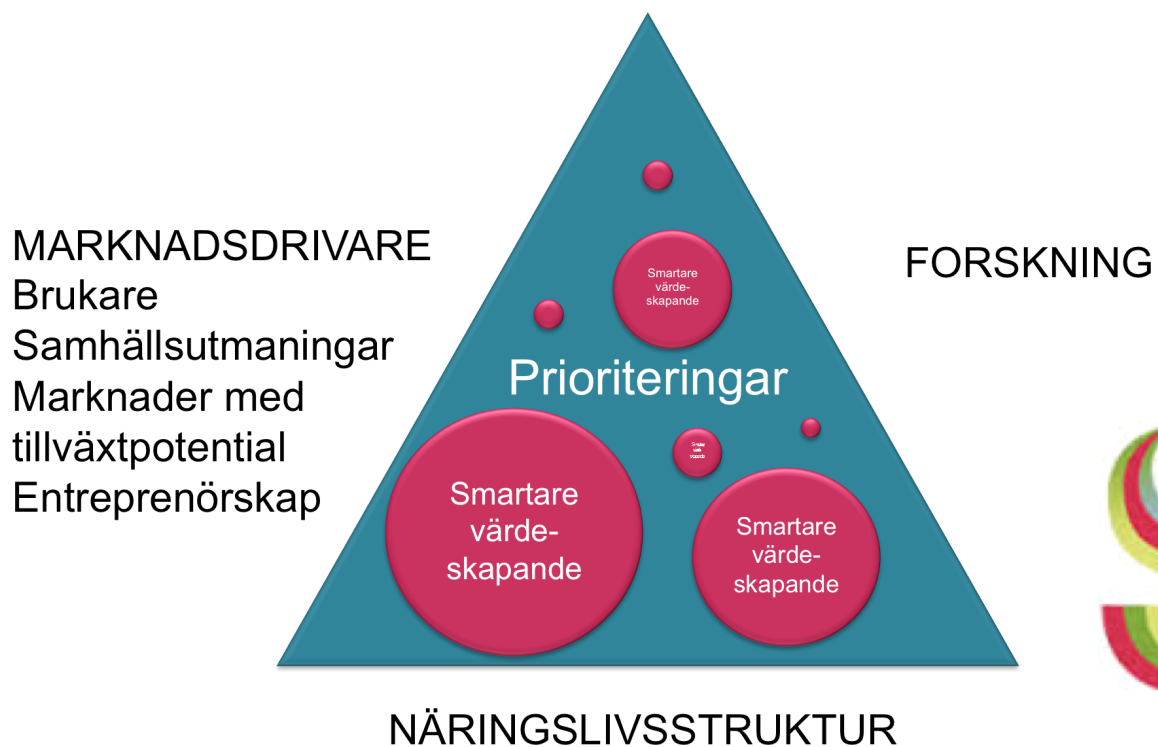 MARKNADSDRIVARE
Brukare
Samhällsutmaningar
Marknader med
tillväxtpotential
Entreprenörskap
FORSKNING
Smartare
värde-
skapande
Prioriteringar
Smartare
värde-
skapande
Smartare
värde-
skapande
NÄRINGSLIVSSTRUKTUR